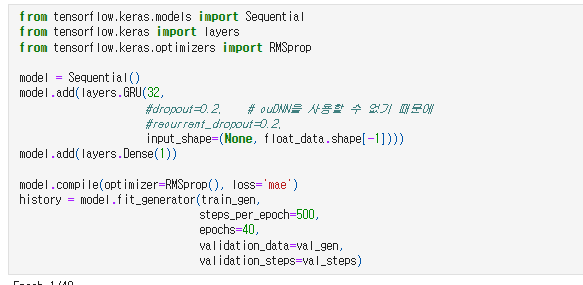 from tensorflow.keras.models import Sequential
from tensorflow.keras import layers
from tensorflow.keras.optimizers import RMSprop

model = Sequential()
model.add(layers.GRU(32,
                     #dropout=0.2,    # cuDNN을 사용할 수 없기 때문에
                     #recurrent_dropout=0.2,
                     input_shape=(None, float_data.shape[-1])))
model.add(layers.Dense(1))

model.compile(optimizer=RMSprop(), loss='mae')
history = model.fit_generator(train_gen,
                              steps_per_epoch=500,
                              epochs=40,
                              validation_data=val_gen,
                              validation_steps=val_steps)
Epoch 1/40